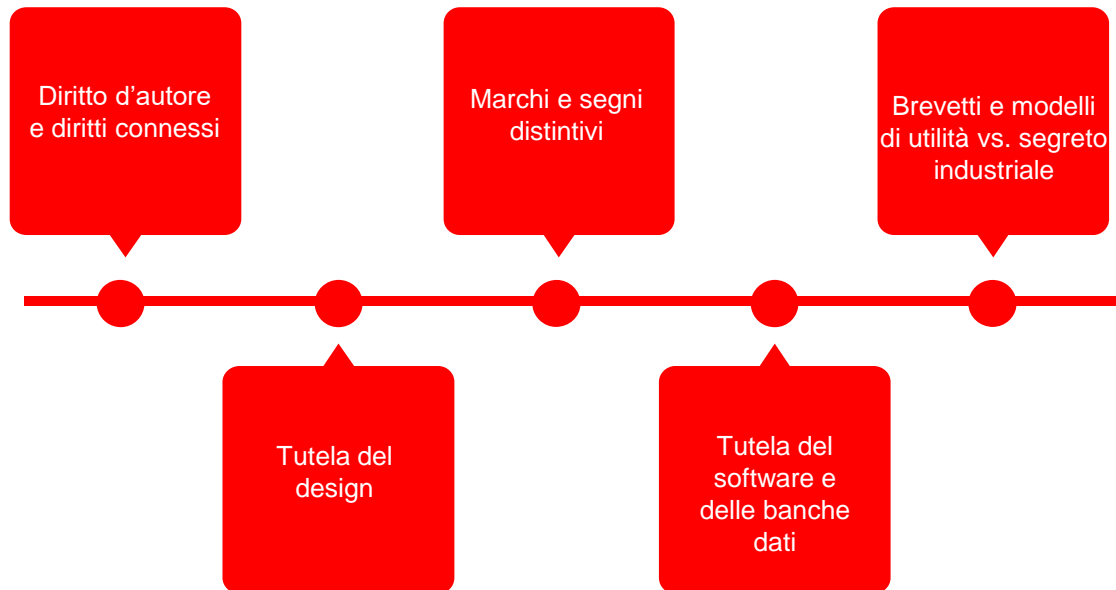 Diritto d’autore
e diritti connessi
Tutela del
design
Marchi e segni
distintivi
Tutela del
software e
delle banche
dati
Brevetti e modelli
di utilità vs. segreto
industriale